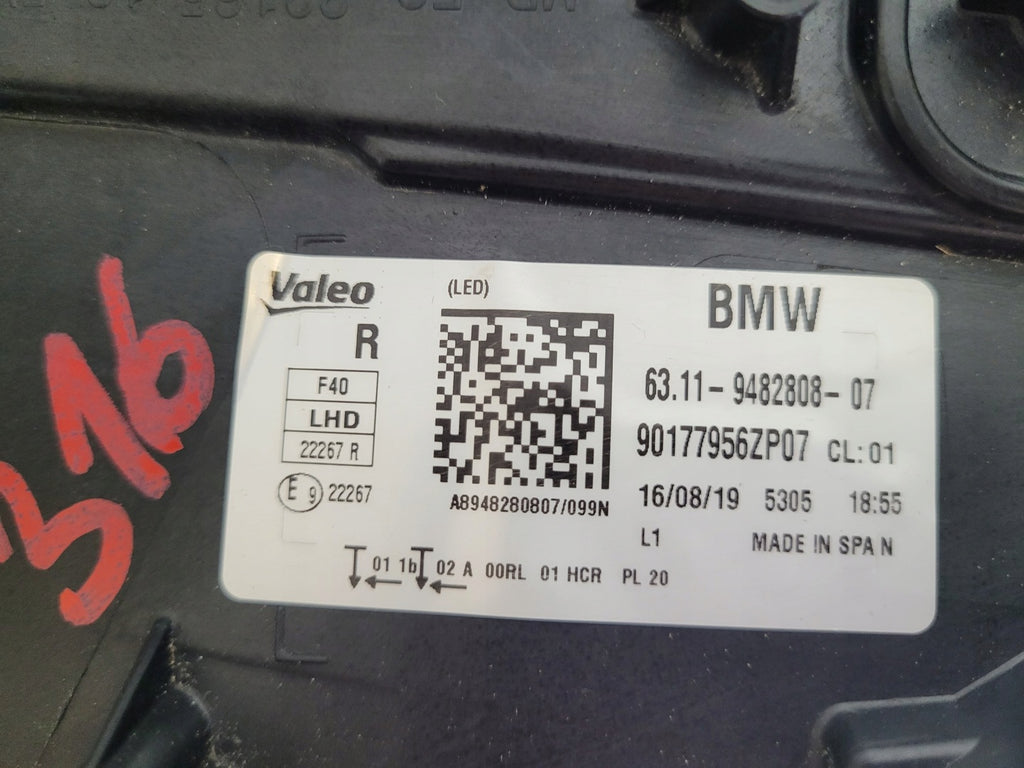 Valeo
(LED)
BMW
R
F40
LHD
22267 R
E 9 22267
A8948280807/099N
63.11-9482808-07
90177956ZP07 CL:01
16/08/19 5305 18:55
L1 MADE IN SPAIN
01 1b 02 A 00RL 01 HCR PL 20
316